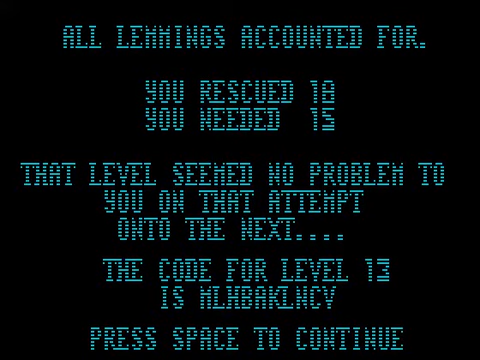 ALL LEMMINGS ACCOUNTED FOR.
YOU RESCUED 18
YOU NEEDED 15
THAT LEVEL SEEMED NO PROBLEM TO
YOU ON THAT ATTEMPT
ONTO THE NEXT....
THE CODE FOR LEVEL 13
IS
PRESS SPACE TO CONTINUE